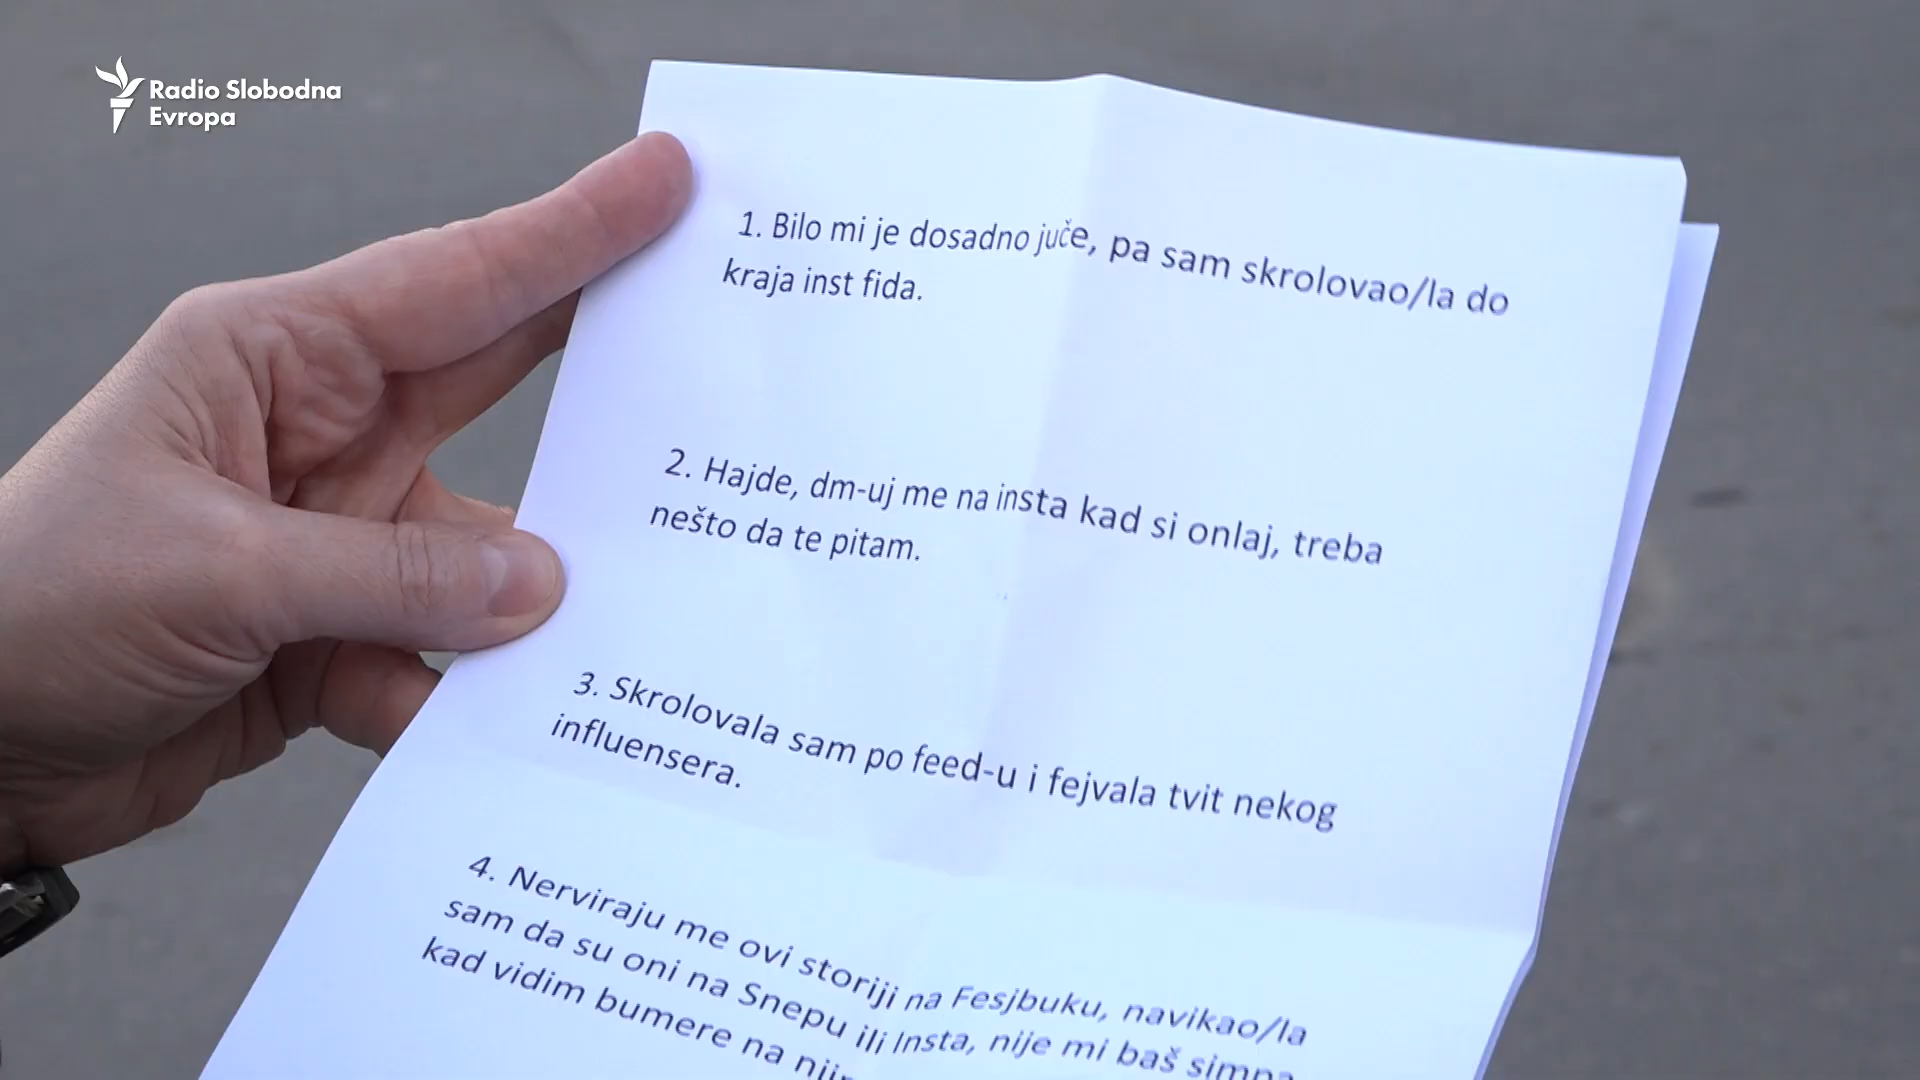 Radio Slobodna
Evropa
1. Bilo mi je dosadno juče, pa sam skrolovao/la do
kraja inst fida.
2. Hajde, dm-uj me na insta kad si onlaj, treba
nešto da te pitam.
3. Skrolovala sam po feed-u i fejvala tvit nekog
influensera.
4. Nerviraju me ovi storiji na Fesjbuku, navikao/la
sam da su oni na Snepu ili Insta, nije mi baš
kad vidim bumere na